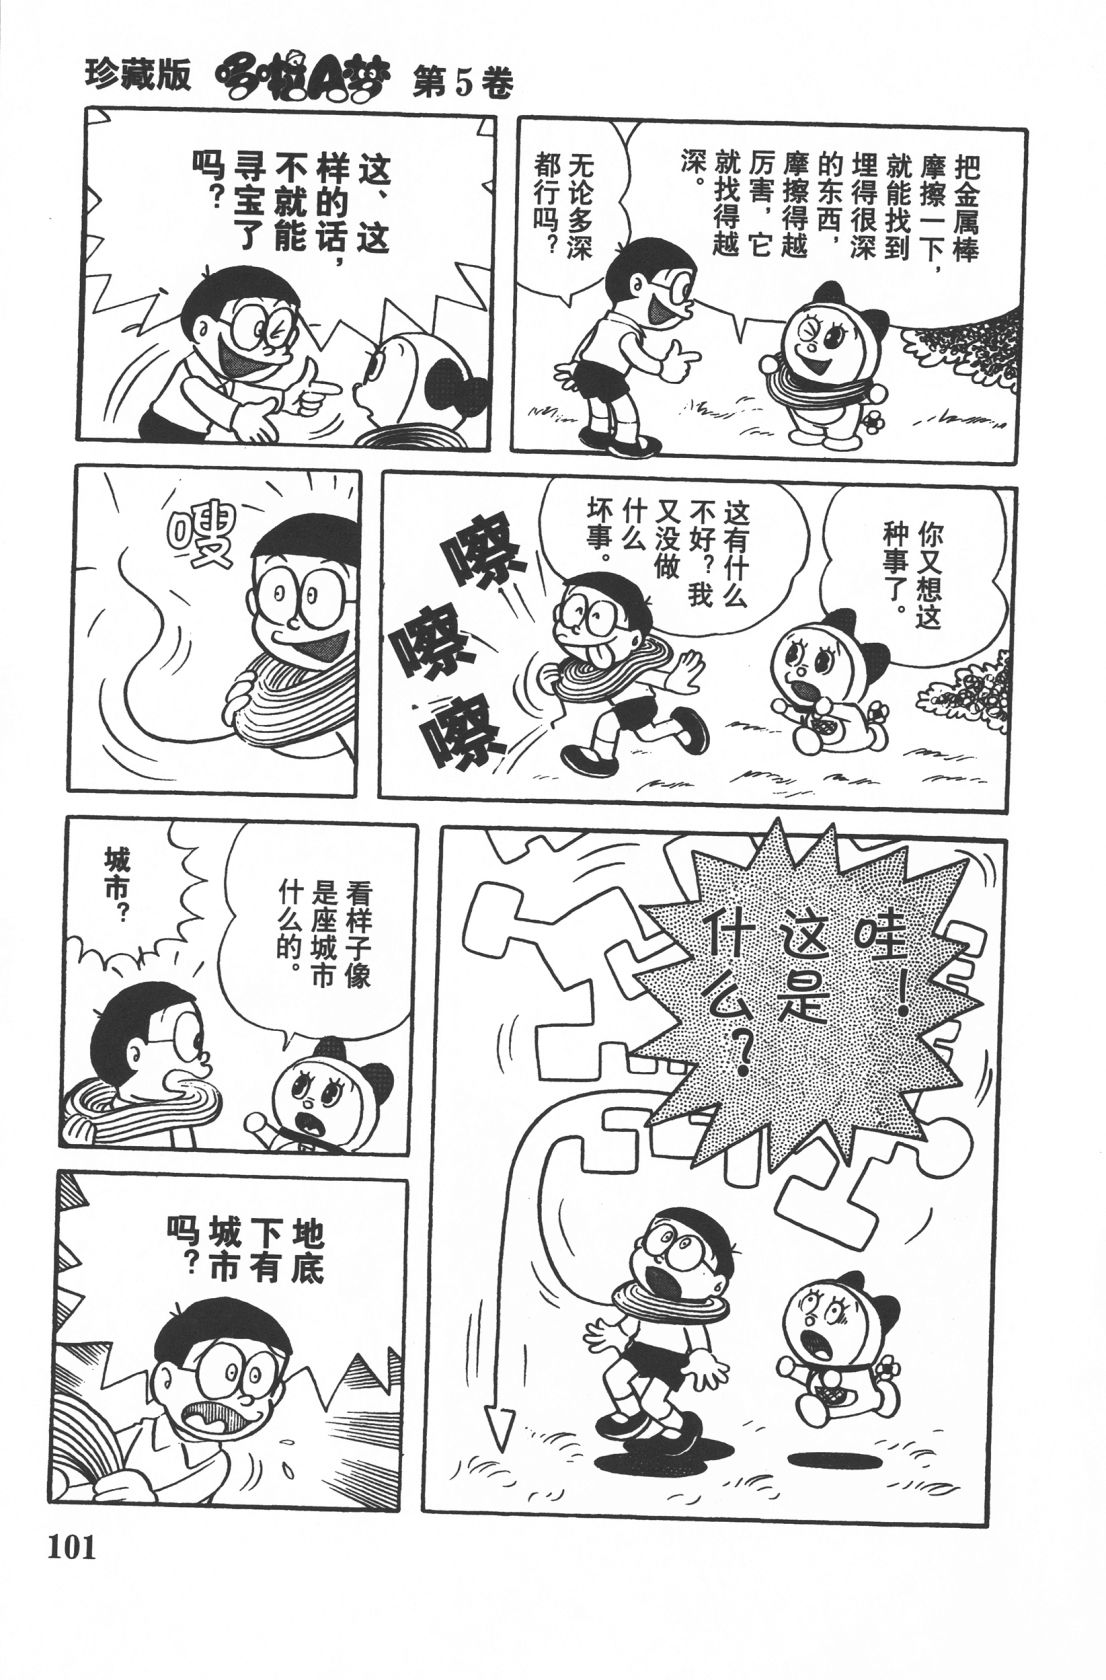 珍藏版 哆啦A梦 第5卷
把金属棒
摩擦一下，
就能找到
埋得很深
的东西，
摩擦得越
厉害，它
就找得越
深。
无论多深
都行吗？
这、这
样的话，
不就能
寻宝了
吗？
你又想这
种事了。
这有什么
不好？我
又没做
什么
坏事。
嚓
嚓
嚓
嗖
哇！
这是
什么？
看样子像
是座城市
什么的。
城市？
地底
下有
城市
吗？
101